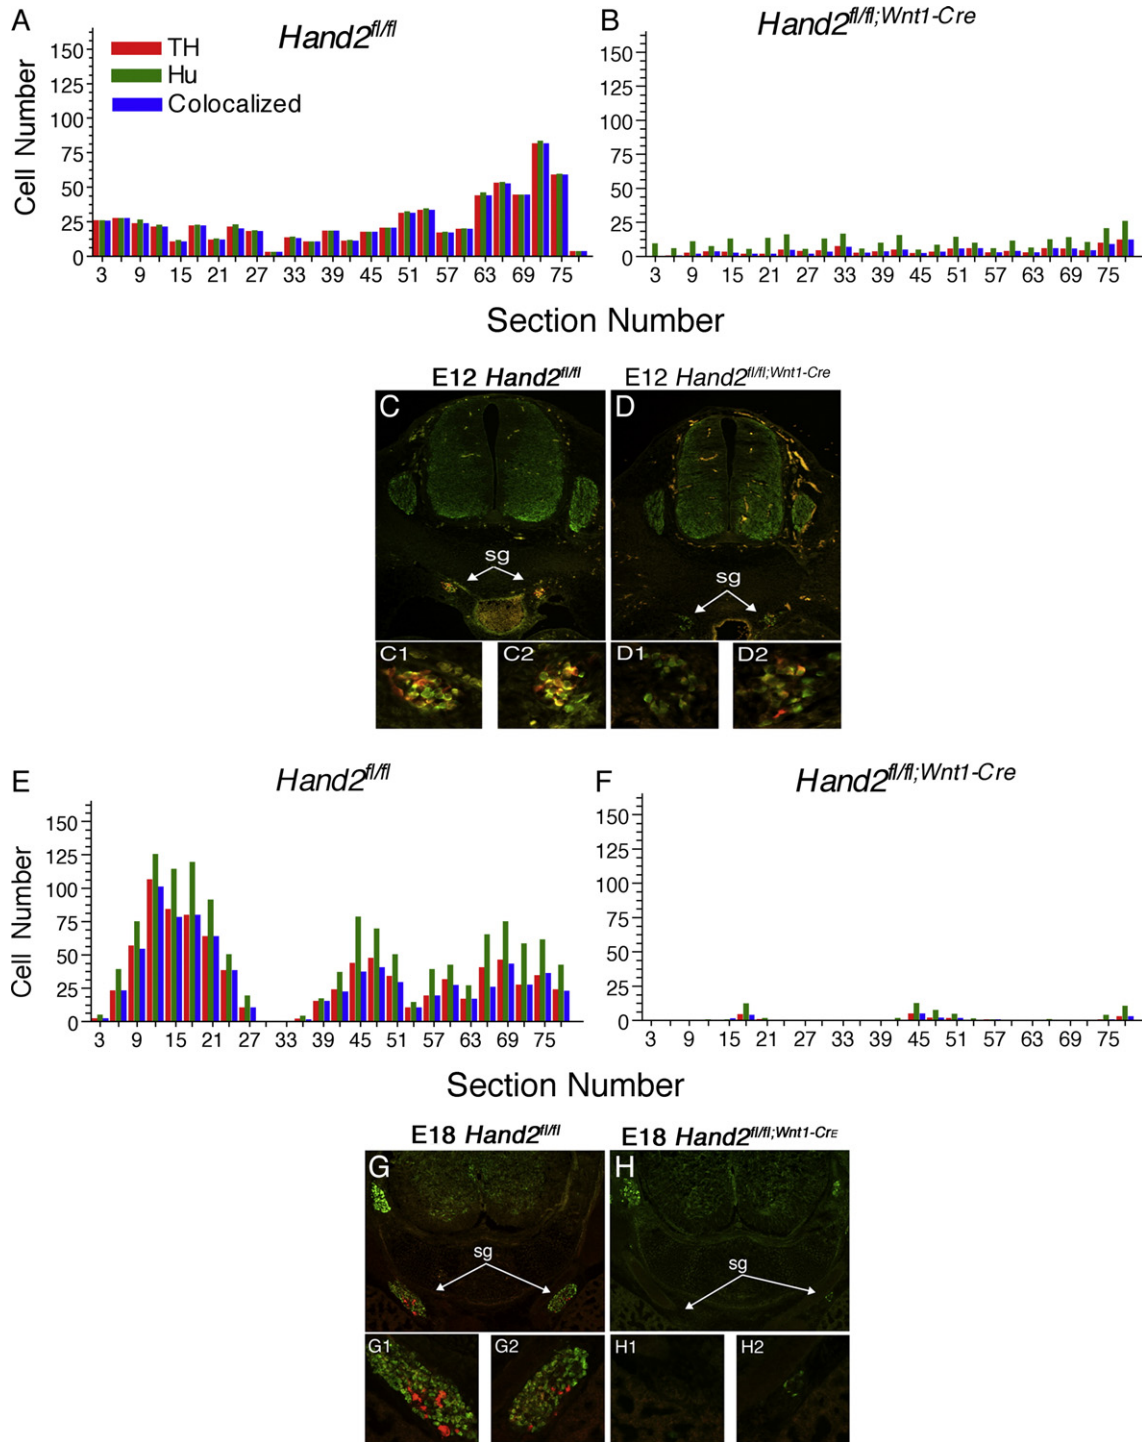 A
Hand2fl/fl
TH
Hu
Colocalized
Cell Number
150
125
100
75
50
25
0
3 9 15 21 27 33 39 45 51 57 63 69 75
B
Hand2fl/fl;Wnt1-Cre
150
125
100
75
50
25
0
3 9 15 21 27 33 39 45 51 57 63 69 75
Section Number
E12 Hand2fl/fl
E12 Hand2fl/fl;Wnt1-Cre
C
sg
D
sg
C1
C2
D1
D2
E
Hand2fl/fl
Cell Number
150
125
100
75
50
25
0
3 9 15 21 27 33 39 45 51 57 63 69 75
F
Hand2fl/fl;Wnt1-Cre
150
125
100
75
50
25
0
3 9 15 21 27 33 39 45 51 57 63 69 75
Section Number
E18 Hand2fl/fl
E18 Hand2fl/fl;Wnt1-CrE
G
sg
H
sg
G1
G2
H1
H2